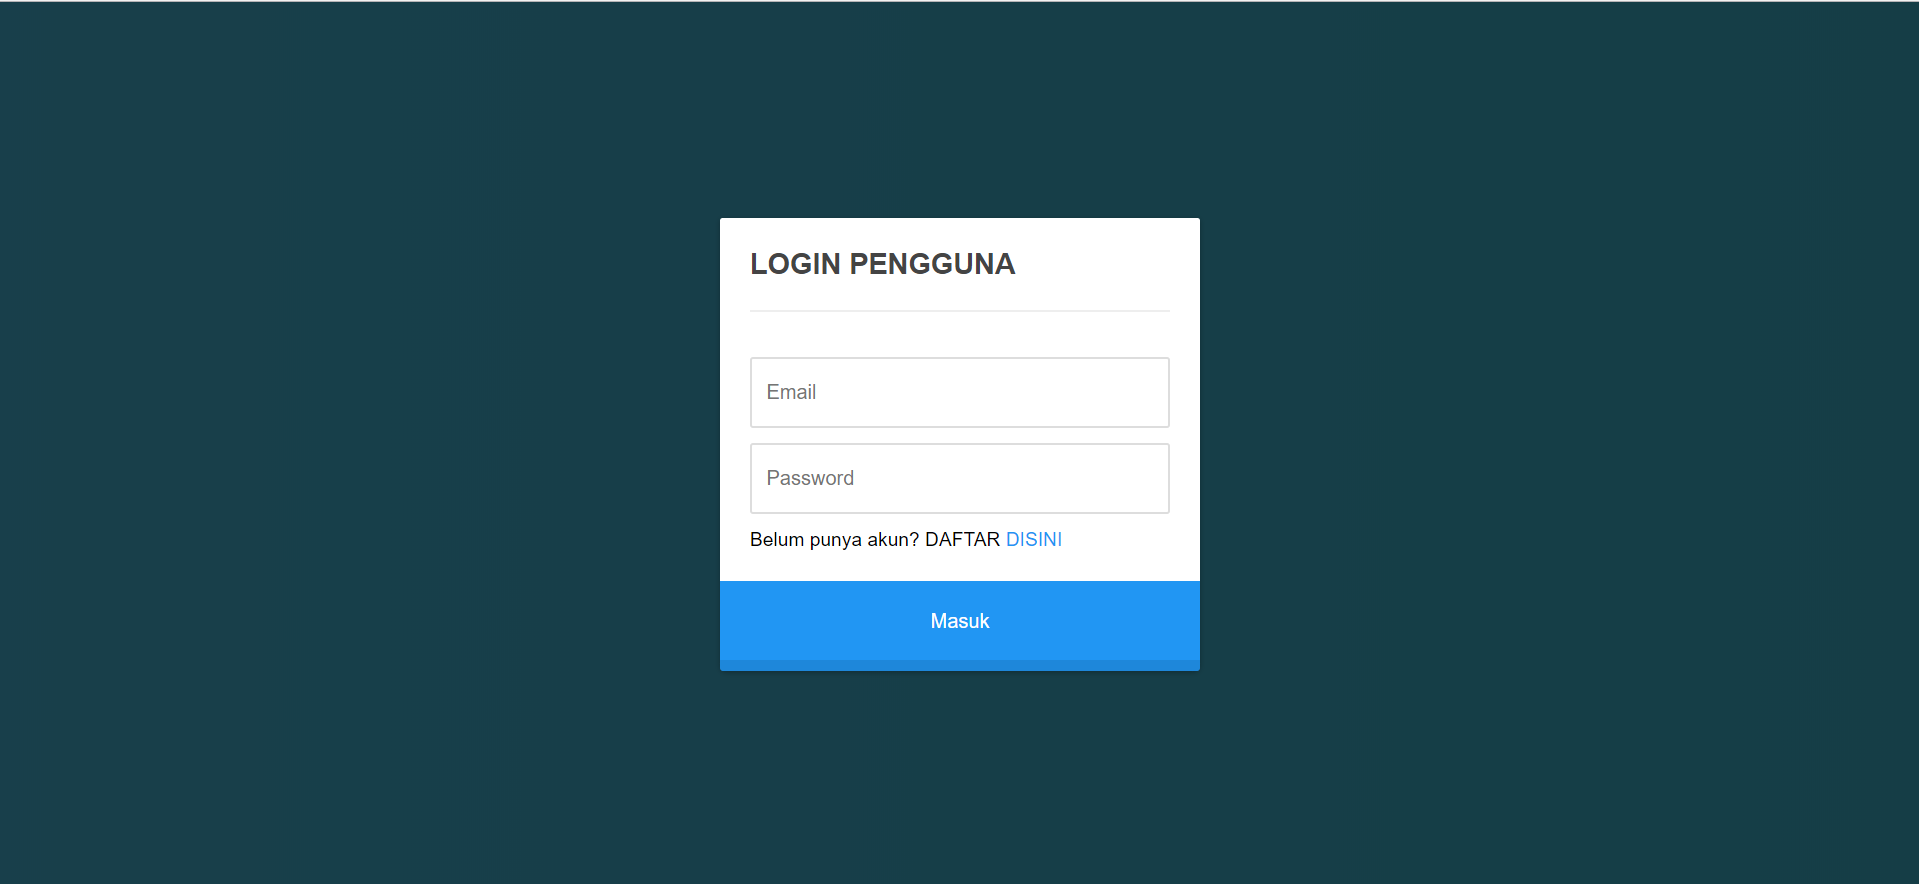 LOGIN PENGGUNA
Email
Password
Belum punya akun? DAFTAR DISINI
Masuk